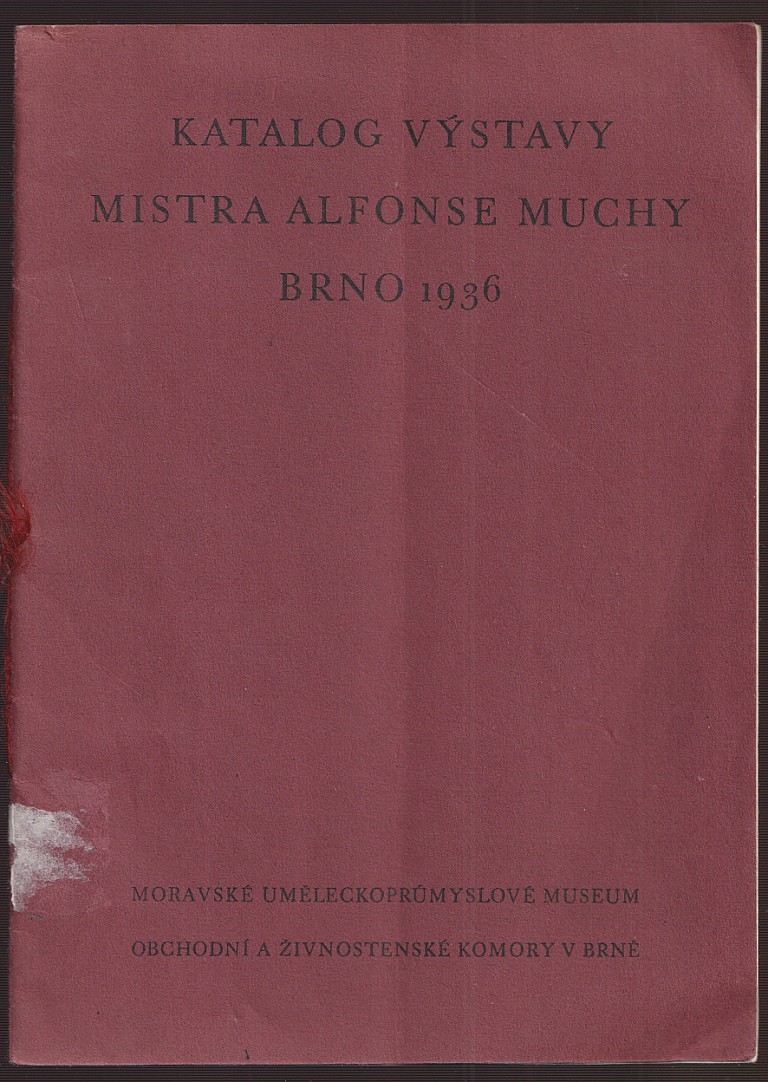 KATALOG VÝSTAVY
MISTRA ALFONSE MUCHY
BRNO 1936
MORAVSKÉ UMĚLECKOPRŮMYSLOVÉ MUSEUM
OBCHODNÍ A ŽIVNOSTENSKÉ KOMORY V BRNĚ